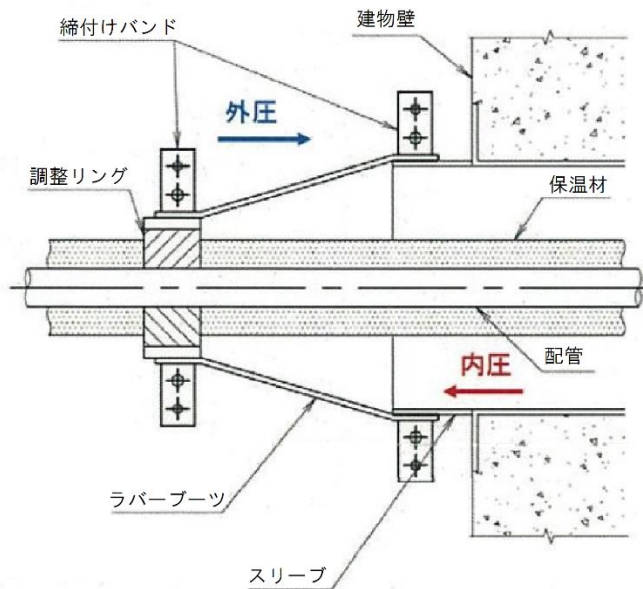 締付けバンド
建物壁
外圧
調整リング
保温材
配管
内圧
ラバーブーツ
スリーブ